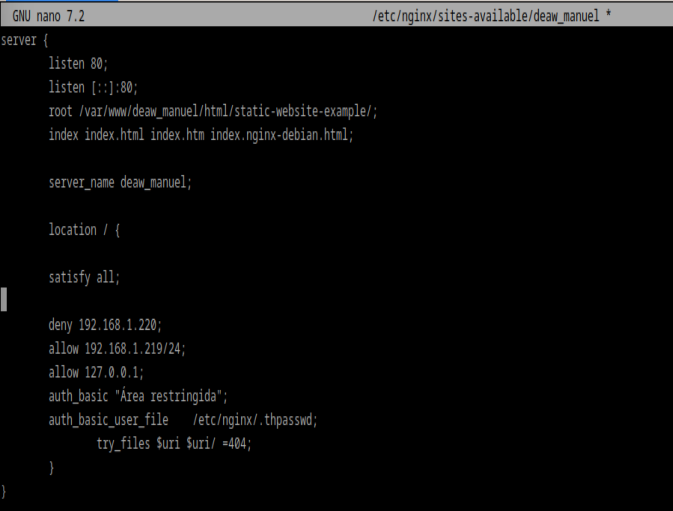 GNU nano 7.2 /etc/nginx/sites-available/deaw_manuel *
server {
listen 80;
listen [::]:80;
root /var/www/deaw_manuel/html/static-website-example/;
index index.html index.htm index.nginx-debian.html;
server_name deaw_manuel;
location / {
satisfy all;
deny 192.168.1.220;
allow 192.168.1.219/24;
allow 127.0.0.1;
auth_basic "Área restringida";
auth_basic_user_file /etc/nginx/.thpasswd;
try_files $uri $uri/ =404;
}
}